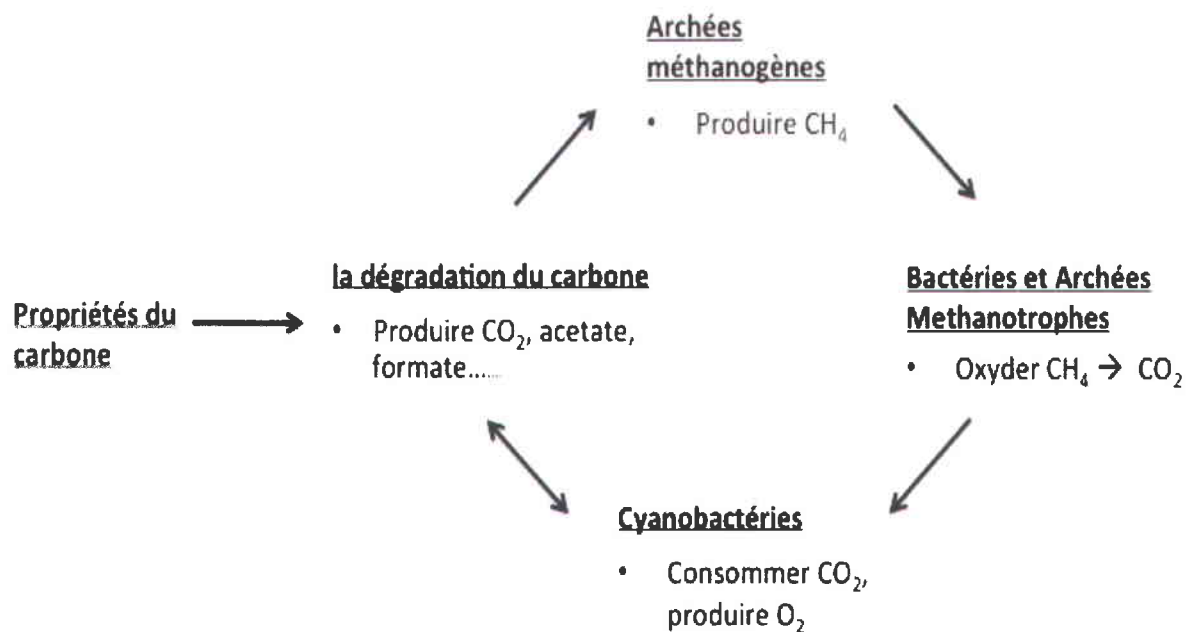 Archées
méthanogènes
• Produire CH₄
la dégradation du carbone
• Produire CO₂, acetate,
formate......
Propriétés du
carbone
Bactéries et Archées
Methanotrophes
• Oxyder CH₄ → CO₂
Cyanobactéries
• Consommer CO₂,
produire O₂